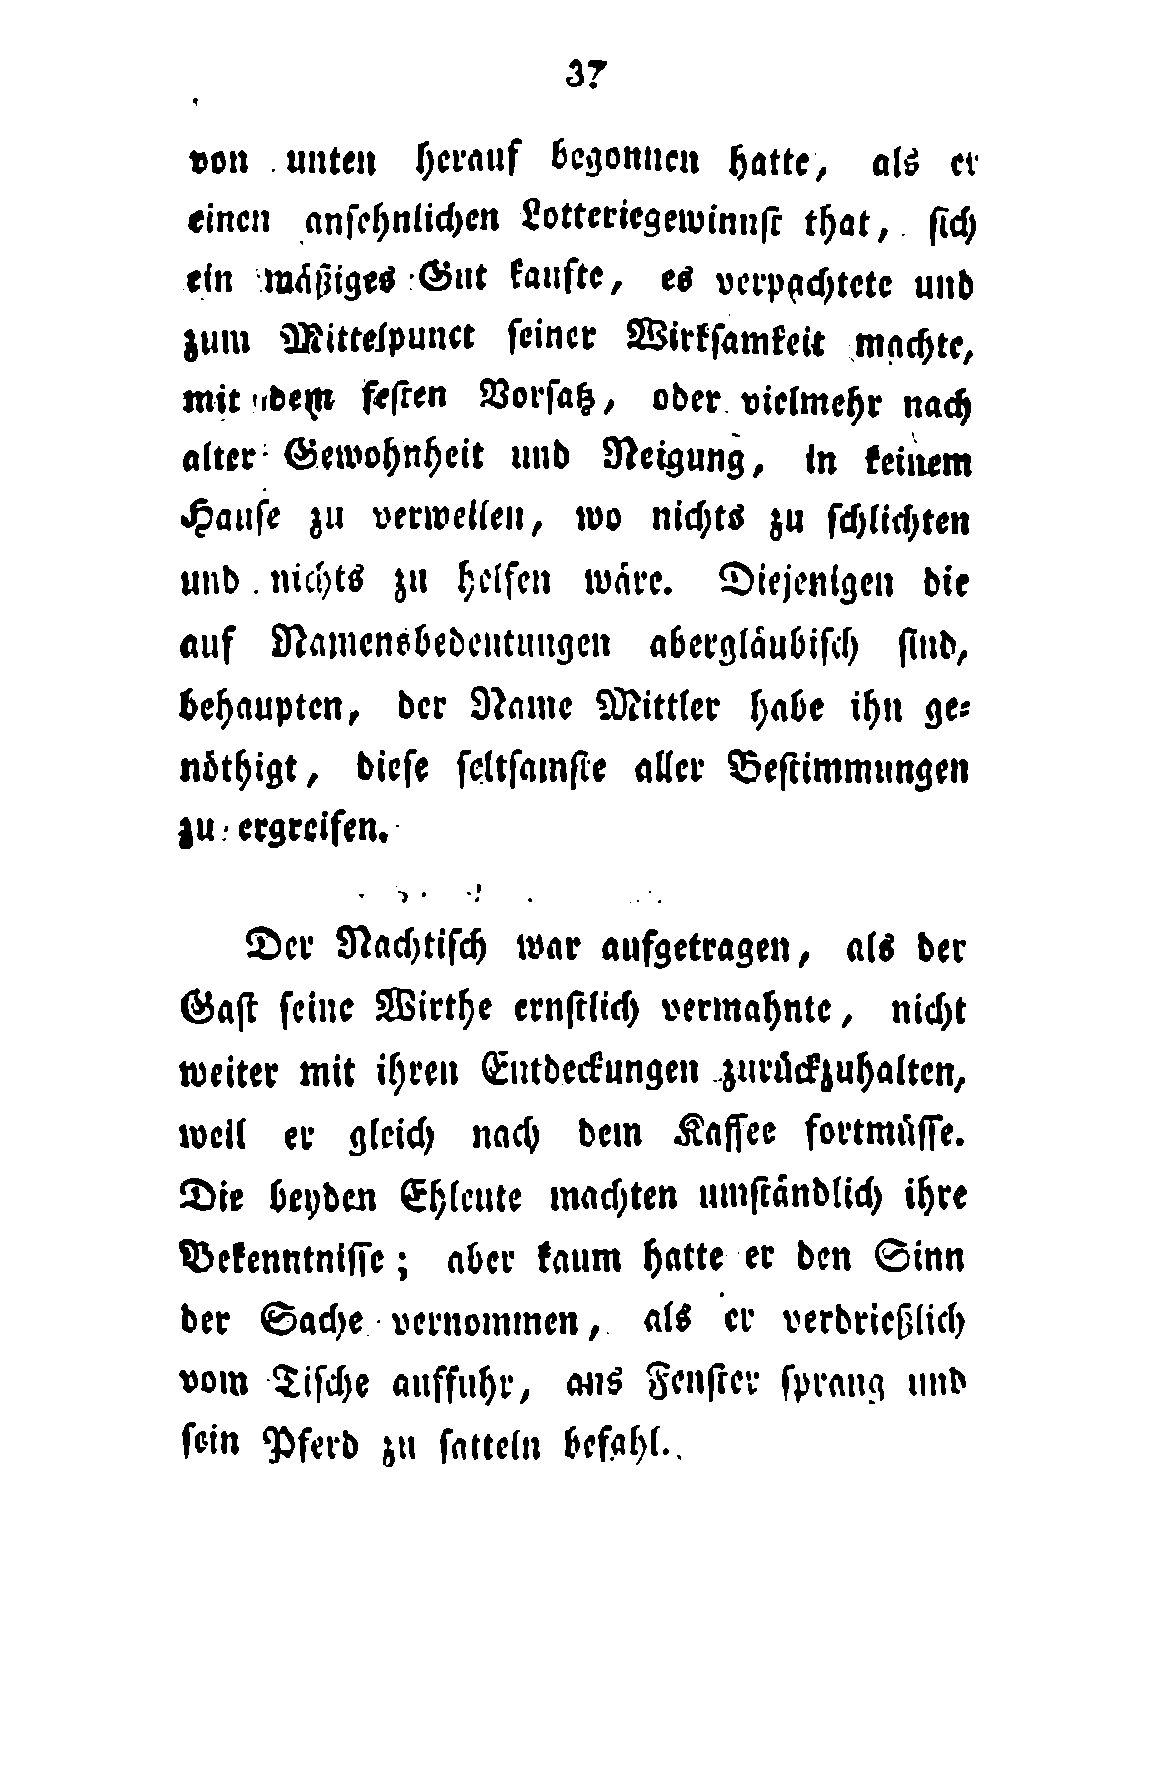 37
von unten herauf begonnen hatte, als er
einen ansehnlichen Lotteriegewinnst that, sich
ein mäßiges Gut kaufte, es verpachtete und
zum Mittelpunct seiner Wirksamkeit machte,
mit dem festen Vorsatz, oder vielmehr nach
alter Gewohnheit und Neigung, in keinem
Hause zu verweilen, wo nichts zu schlichten
und nichts zu helfen wäre. Diejenigen die
auf Namensbedeutungen abergläubisch sind,
behaupten, der Name Mittler habe ihn ge-
nöthigt, diese seltsamste aller Bestimmungen
zu ergreifen.
Der Nachtisch war aufgetragen, als der
Gast seine Wirthe ernstlich vermahnte, nicht
weiter mit ihren Entdeckungen zurückzuhalten,
weil er gleich nach dem Kaffee fortmüsse.
Die beyden Ehleute machten umständlich ihre
Bekenntnisse; aber kaum hatte er den Sinn
der Sache vernommen, als er verdrießlich
vom Tische auffuhr, ans Fenster sprang und
sein Pferd zu satteln befahl.